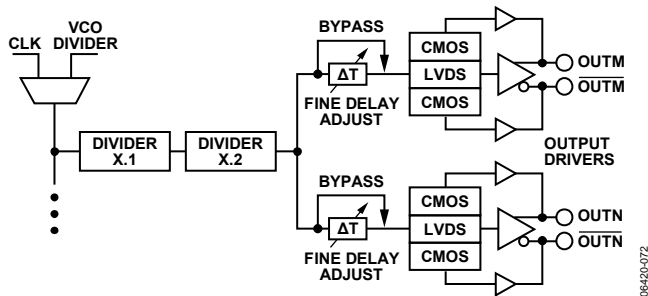 CLK
VCO
DIVIDER
DIVIDER
X.1
DIVIDER
X.2
BYPASS
ΔT
FINE DELAY
ADJUST
CMOS
LVDS
CMOS
OUTM
OUTM
OUTPUT
DRIVERS
BYPASS
ΔT
FINE DELAY
ADJUST
CMOS
LVDS
CMOS
OUTN
OUTN
06420-072